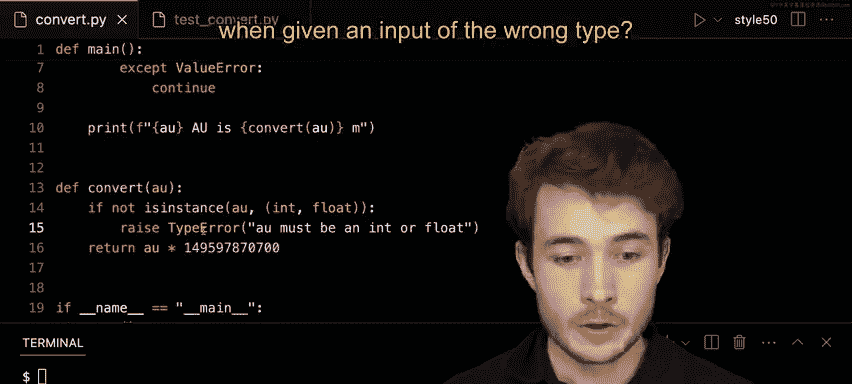 convert.py
test_convert.py
style50
when given an input of the wrong type?
1 def main():
7 except ValueError:
8 continue
9
10 print(f"{au} AU is {convert(au)} m")
11
12
13 def convert(au):
14 if not isinstance(au, (int, float)):
15 raise TypeError("au must be an int or float")
16 return au * 149597870700
17
18
19 if __name__ == "__main__":
TERMINAL
$